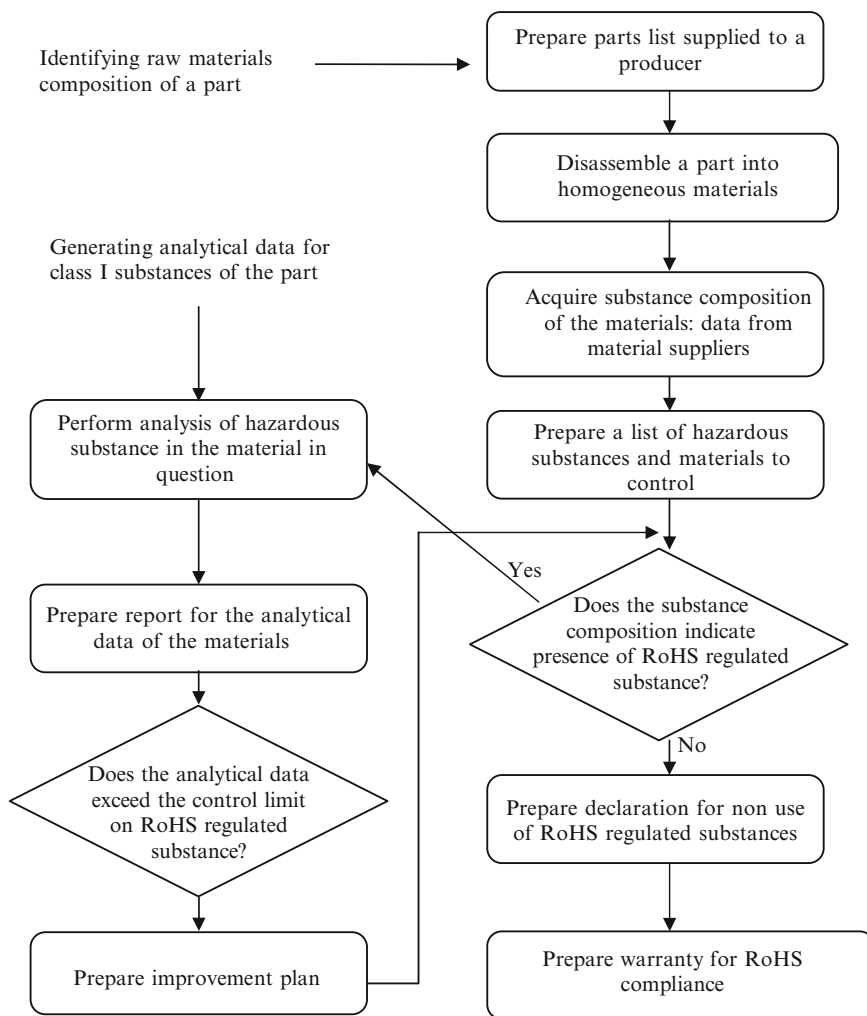 Identifying raw materials
composition of a part
Prepare parts list supplied to a
producer
Disassemble a part into
homogeneous materials
Generating analytical data for
class I substances of the part
Acquire substance composition
of the materials: data from
material suppliers
Perform analysis of hazardous
substance in the material in
question
Prepare a list of hazardous
substances and materials to
control
Yes
Prepare report for the analytical
data of the materials
Does the substance
composition indicate
presence of RoHS regulated
substance?
No
Does the analytical data
exceed the control limit
on RoHS regulated
substance?
Prepare declaration for non use
of RoHS regulated substances
Prepare improvement plan
Prepare warranty for RoHS
compliance